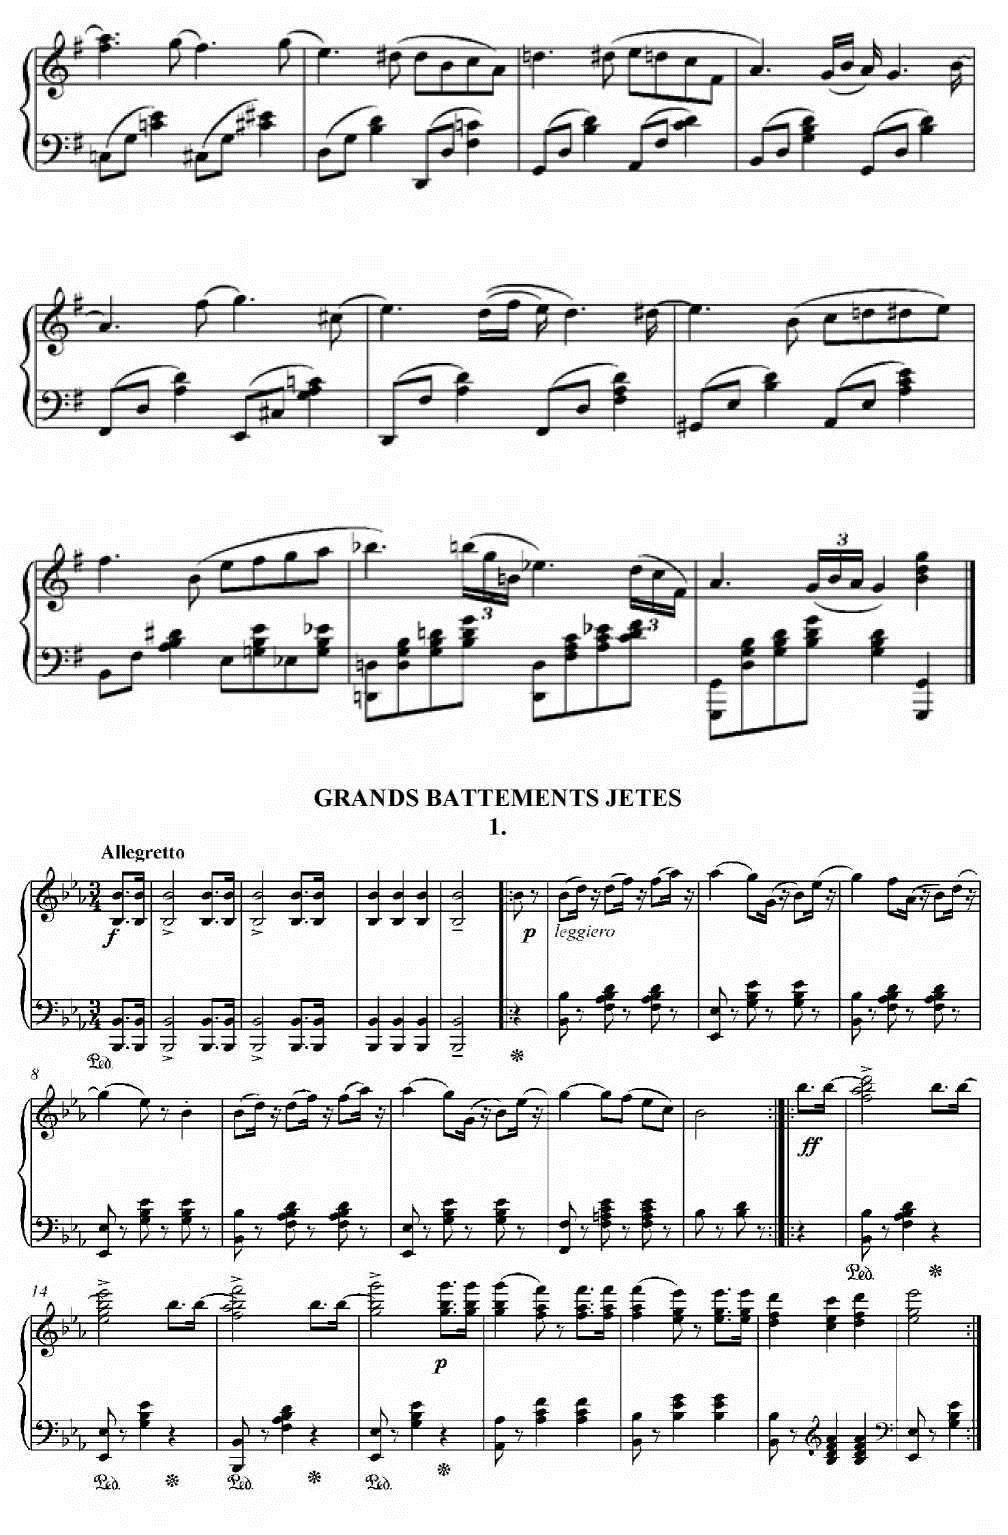 3
3 3
GRANDS BATTEMENTS JETES
1.
Allegretto
f p leggiero
Ped. *
8
ff
Ped. *
14
p
Ped. * Ped. * Ped. *